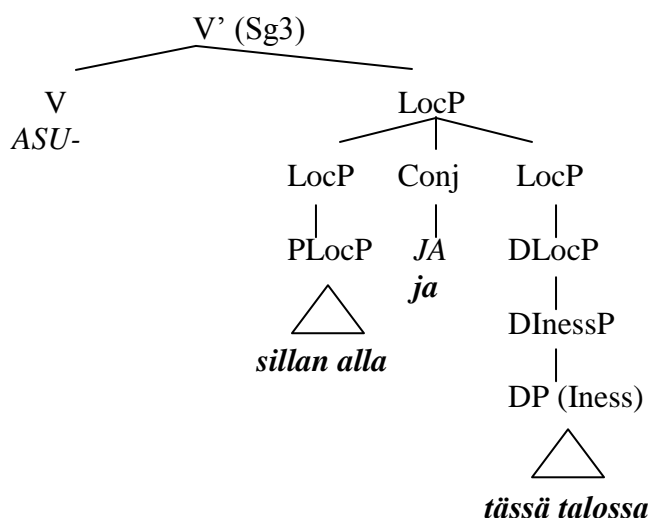 V’ (Sg3)
V LocP
ASU-
LocP Conj LocP
PLocP JA DLocP
ja
DInessP
sillan alla
DP (Iness)
tässä talossa